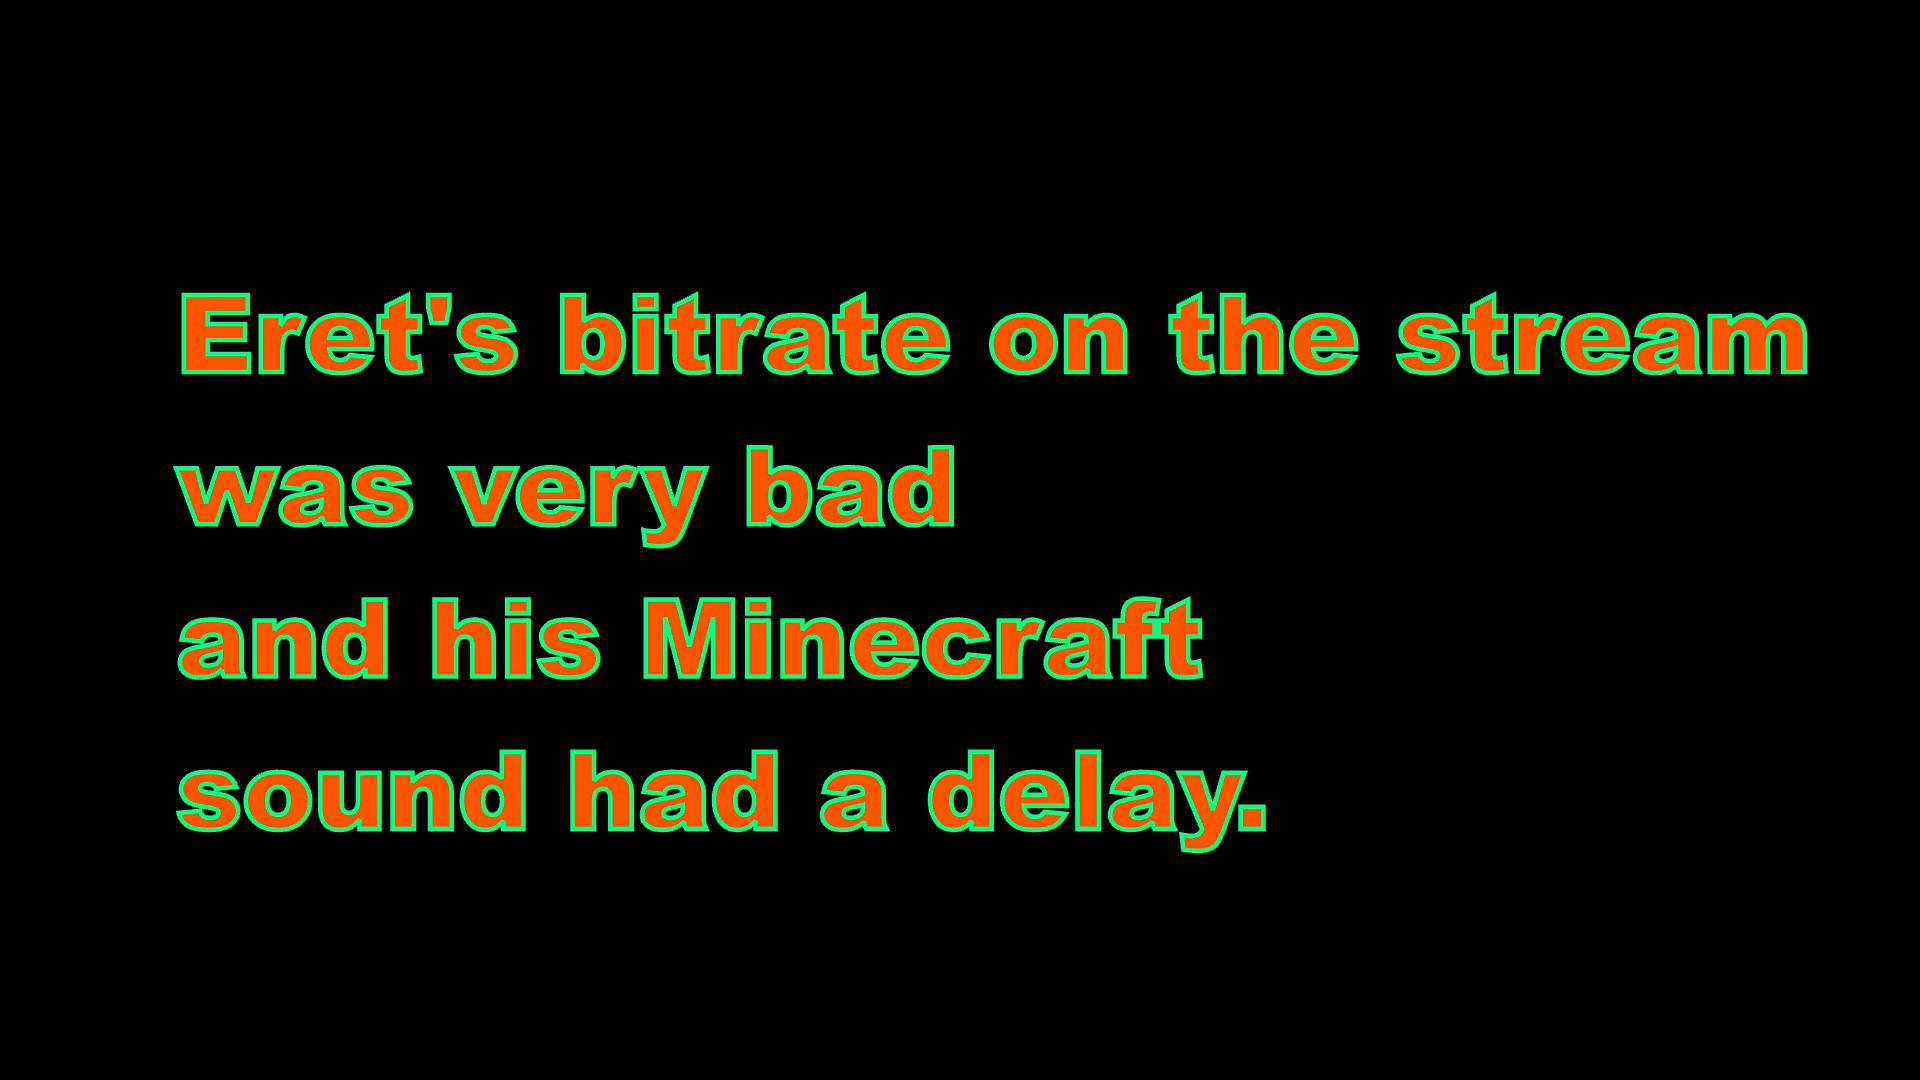 Eret's bitrate on the stream
was very bad
and his Minecraft
sound had a delay.